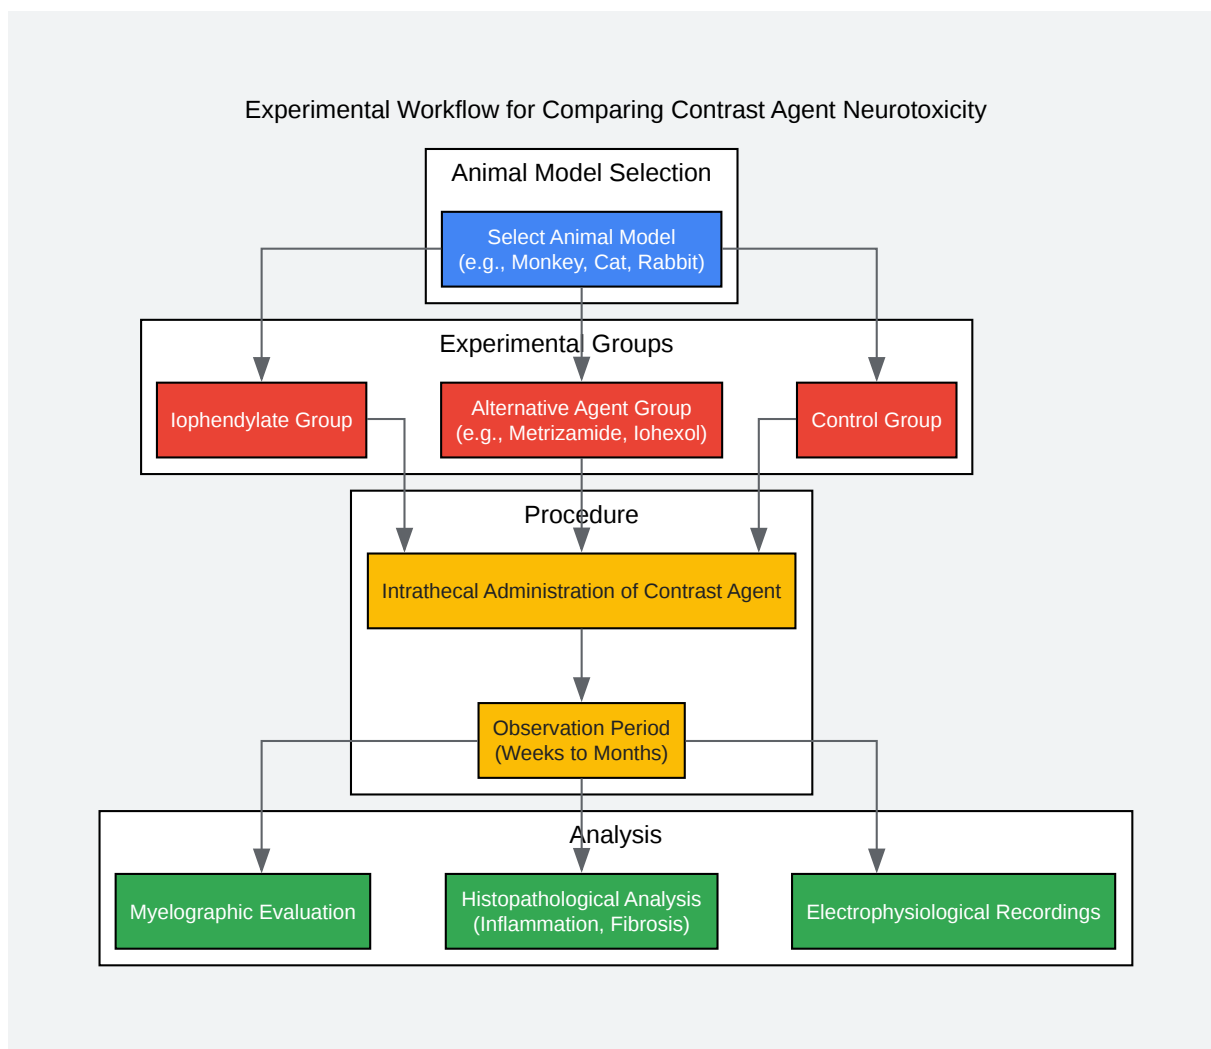 Experimental Workflow for Comparing Contrast Agent Neurotoxicity
Animal Model Selection
Select Animal Model
(e.g., Monkey, Cat, Rabbit)
Experimental Groups
Iophendylate Group
Alternative Agent Group
(e.g., Metrizamide, Iohexol)
Control Group
Procedure
Intrathecal Administration of Contrast Agent
Observation Period
(Weeks to Months)
Analysis
Myelographic Evaluation
Histopathological Analysis
(Inflammation, Fibrosis)
Electrophysiological Recordings